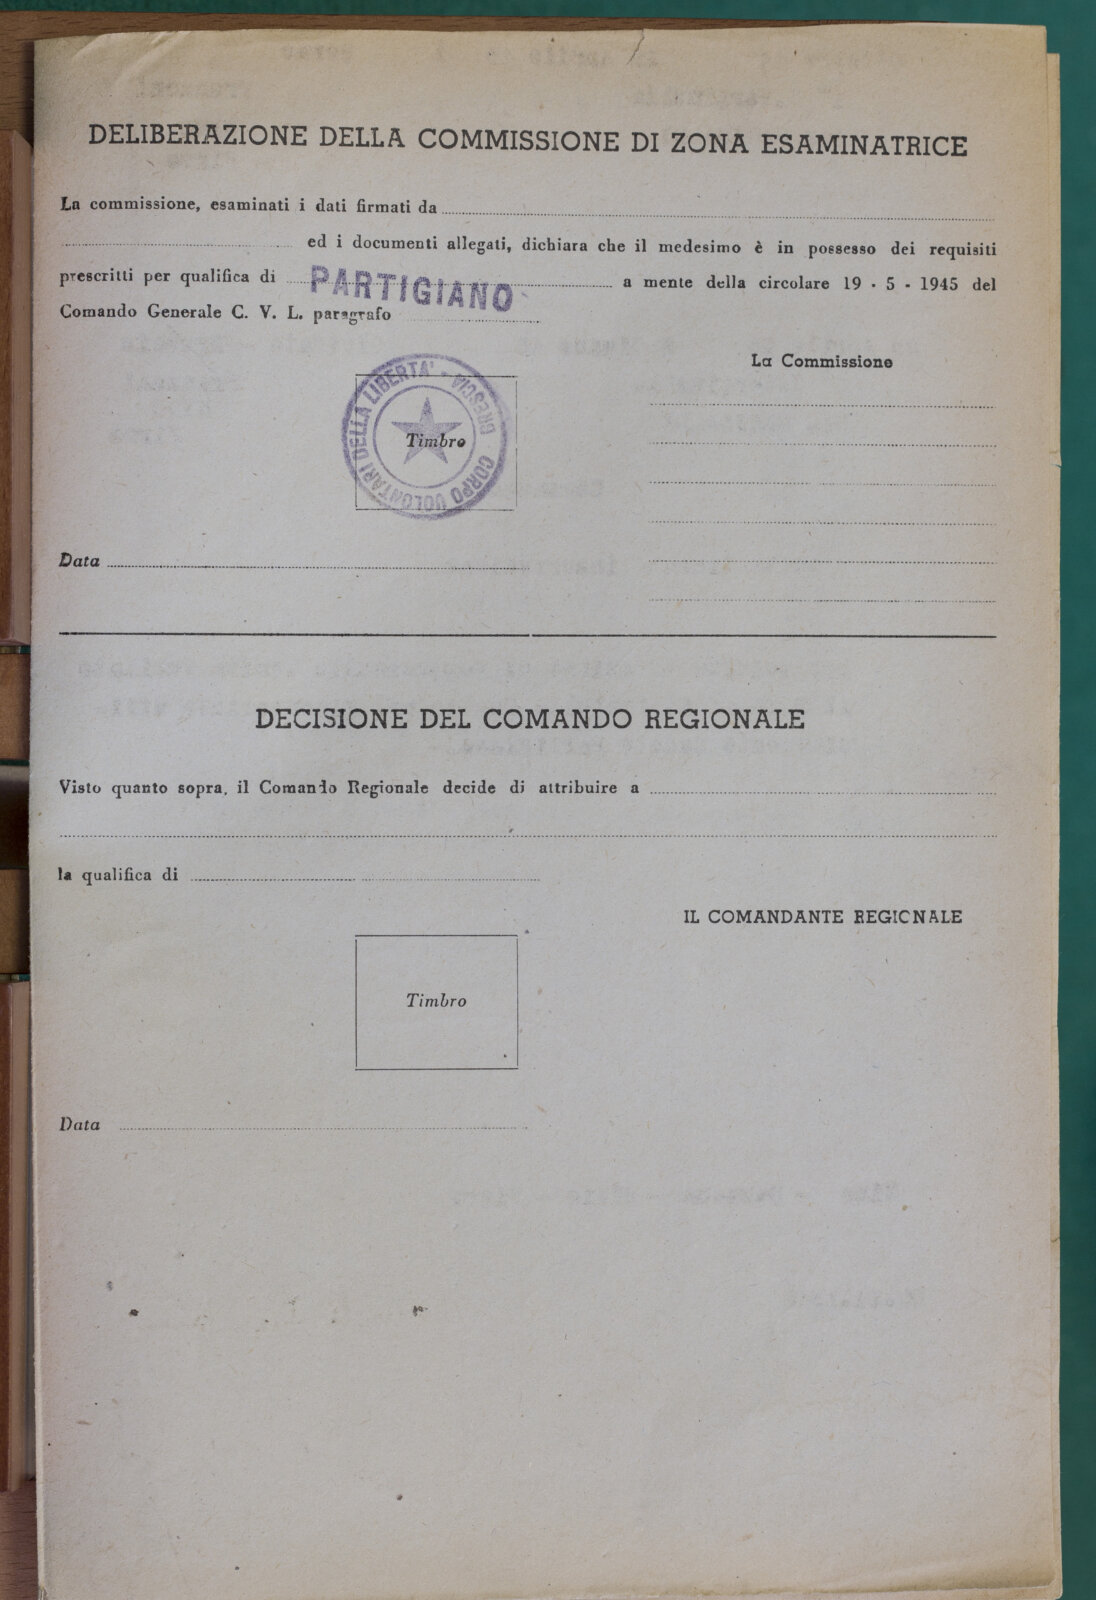 DELIBERAZIONE DELLA COMMISSIONE DI ZONA ESAMINATRICE
La commissione, esaminati i dati firmati da
ed i documenti allegati, dichiara che il medesimo è in possesso dei requisiti
prescritti per qualifica di PARTIGIANO a mente della circolare 19 - 5 - 1945 del
Comando Generale C. V. L. paragrafo
La Commissione
CORPO VOLONTARI DELLA LIBERTA' - BRESCIA
Timbro
Data
DECISIONE DEL COMANDO REGIONALE
Visto quanto sopra, il Comando Regionale decide di attribuire a
la qualifica di
IL COMANDANTE REGIONALE
Timbro
Data